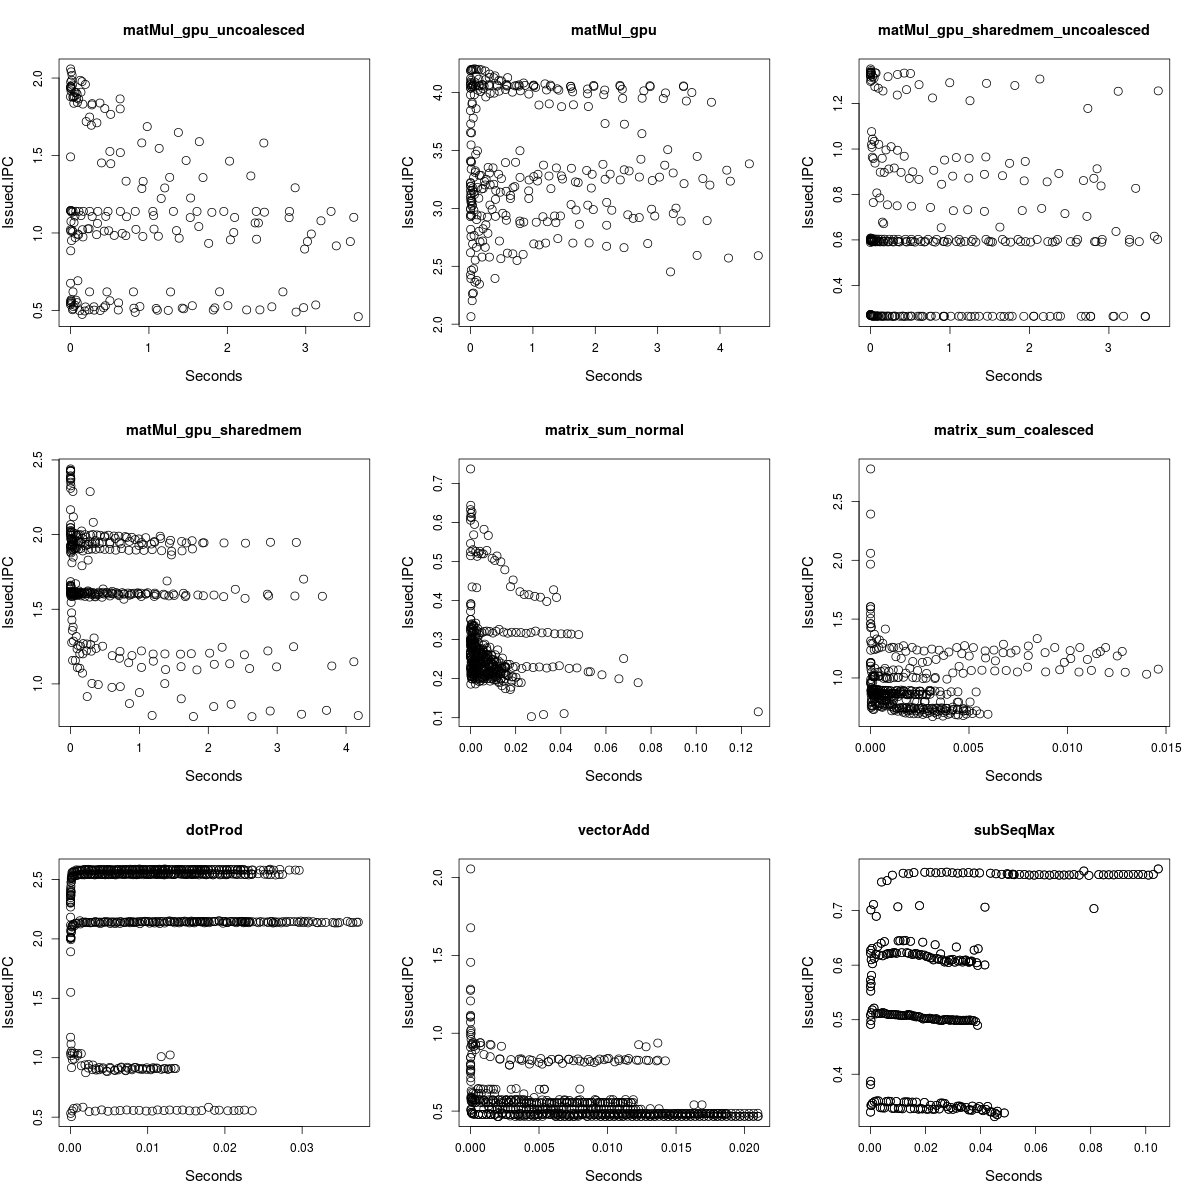 matMul_gpu_uncoalesced
Issued.IPC
2.0
1.5
1.0
0.5
0 1 2 3
Seconds
matMul_gpu
Issued.IPC
4.0
3.5
3.0
2.5
2.0
0 1 2 3 4
Seconds
matMul_gpu_sharedmem_uncoalesced
Issued.IPC
1.2
1.0
0.8
0.6
0.4
0 1 2 3
Seconds
matMul_gpu_sharedmem
Issued.IPC
2.5
2.0
1.5
1.0
0 1 2 3 4
Seconds
matrix_sum_normal
Issued.IPC
0.7
0.6
0.5
0.4
0.3
0.2
0.1
0.00 0.02 0.04 0.06 0.08 0.10 0.12
Seconds
matrix_sum_coalesced
Issued.IPC
2.5
2.0
1.5
1.0
0.000 0.005 0.010 0.015
Seconds
dotProd
Issued.IPC
2.5
2.0
1.5
1.0
0.5
0.00 0.01 0.02 0.03
Seconds
vectorAdd
Issued.IPC
2.0
1.5
1.0
0.5
0.000 0.005 0.010 0.015 0.020
Seconds
subSeqMax
Issued.IPC
0.7
0.6
0.5
0.4
0.00 0.02 0.04 0.06 0.08 0.10
Seconds